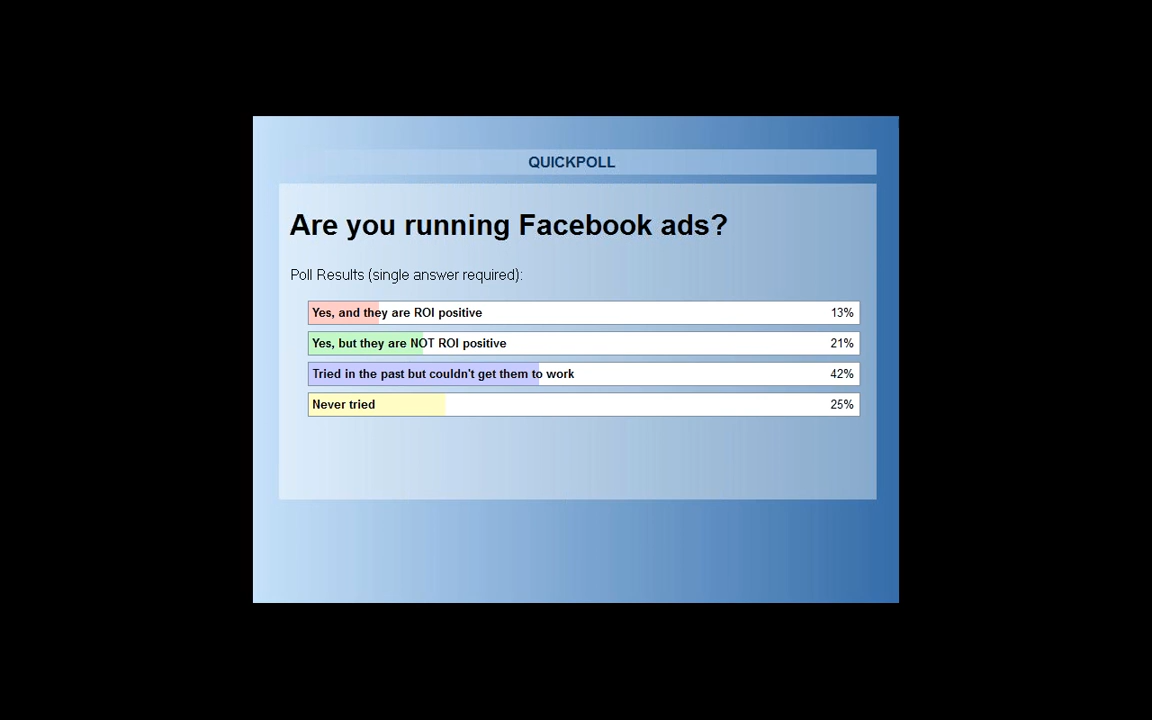 QUICKPOLL
Are you running Facebook ads?
Poll Results (single answer required):
Yes, and they are ROI positive 13%
Yes, but they are NOT ROI positive 21%
Tried in the past but couldn't get them to work 42%
Never tried 25%